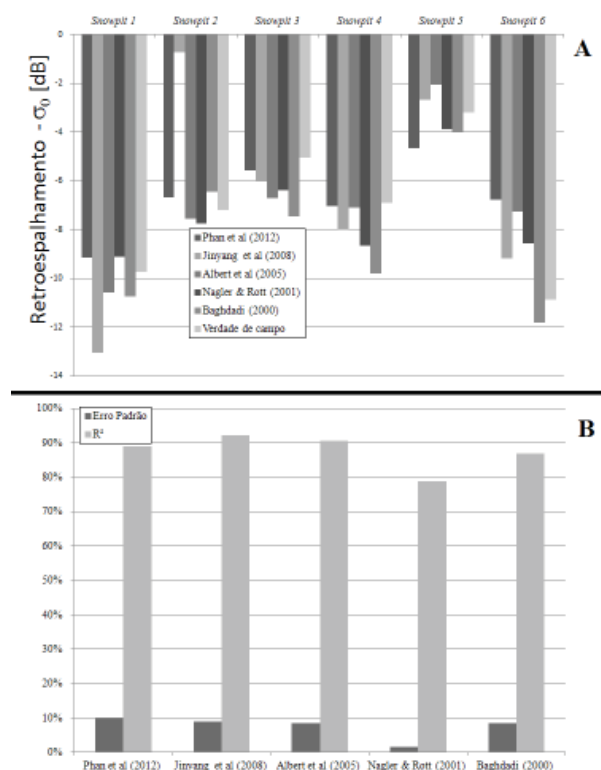 Snowpit 1 Snowpit 2 Snowpit 3 Snowpit 4 Snowpit 5 Snowpit 6
A
0
-2
-4
-6
-8
-10
-12
-14
Retroespalhamento - σ0 [dB]
Phan et al (2012)
Jinyang et al (2008)
Albert et al (2005)
Nagler & Rott (2001)
Baghdadi (2000)
Verdade de campo
B
Erro Padrão
R²
100%
90%
80%
70%
60%
50%
40%
30%
20%
10%
0%
Phan et al (2012) Jinyang et al (2008) Albert et al (2005) Nagler & Rott (2001) Baghdadi (2000)